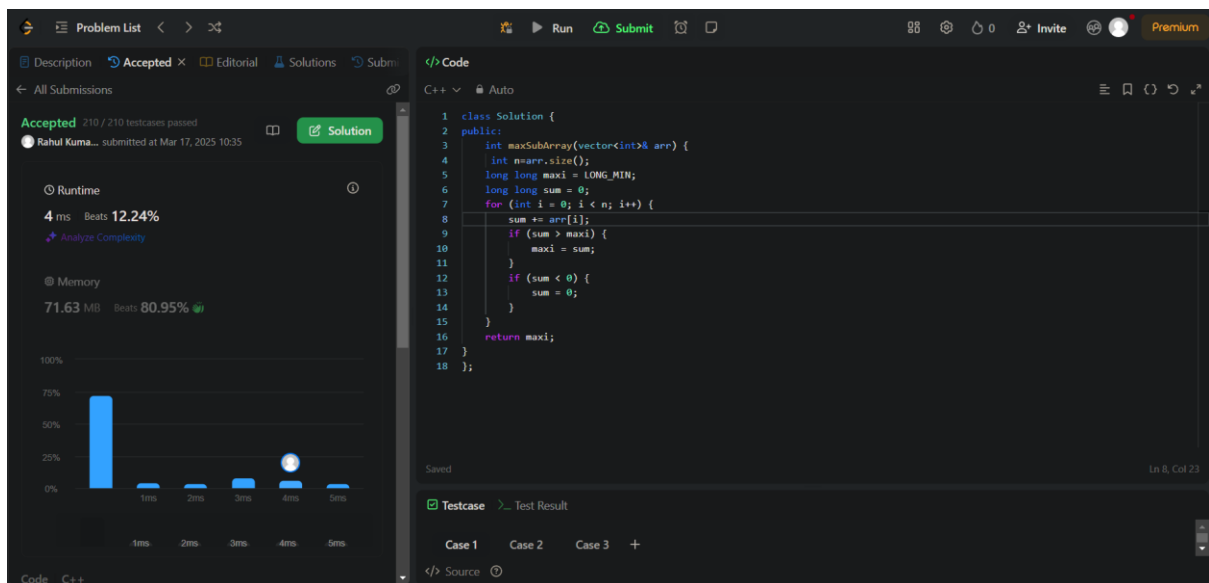 Problem List
Run
Submit
0
Invite
Premium
Description
Accepted ×
Editorial
Solutions
Submi
All Submissions
Accepted 210 / 210 testcases passed
Rahul Kuma... submitted at Mar 17, 2025 10:35
Solution
Runtime
4 ms Beats 12.24%
Analyze Complexity
Memory
71.63 MB Beats 80.95%
100%
75%
50%
25%
0%
1ms 2ms 3ms 4ms 5ms
1ms 2ms 3ms 4ms 5ms
Code C++
</> Code
C++ Auto
1 class Solution {
2 public:
3 int maxSubArray(vector<int>& arr) {
4 int n=arr.size();
5 long long maxi = LONG_MIN;
6 long long sum = 0;
7 for (int i = 0; i < n; i++) {
8 sum += arr[i];
9 if (sum > maxi) {
10 maxi = sum;
11 }
12 if (sum < 0) {
13 sum = 0;
14 }
15 }
16 return maxi;
17 }
18 };
Saved
Ln 8, Col 23
Testcase >_ Test Result
Case 1 Case 2 Case 3 +
</> Source